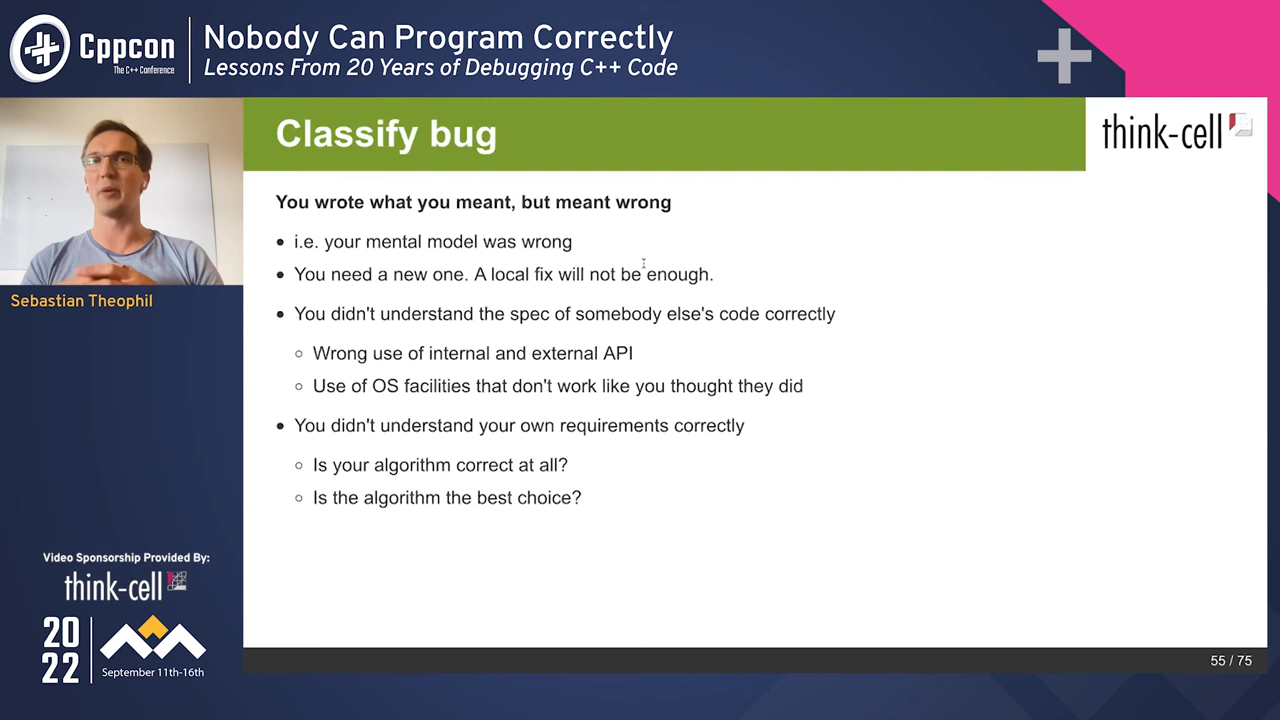 Cppcon
The C++ Conference
Nobody Can Program Correctly
Lessons From 20 Years of Debugging C++ Code
Classify bug
think-cell
You wrote what you meant, but meant wrong
• i.e. your mental model was wrong
• You need a new one. A local fix will not be enough.
• You didn't understand the spec of somebody else's code correctly
◦ Wrong use of internal and external API
◦ Use of OS facilities that don't work like you thought they did
• You didn't understand your own requirements correctly
◦ Is your algorithm correct at all?
◦ Is the algorithm the best choice?
Sebastian Theophil
Video Sponsorship Provided By:
think-cell
20
22
September 11th-16th
55 / 75